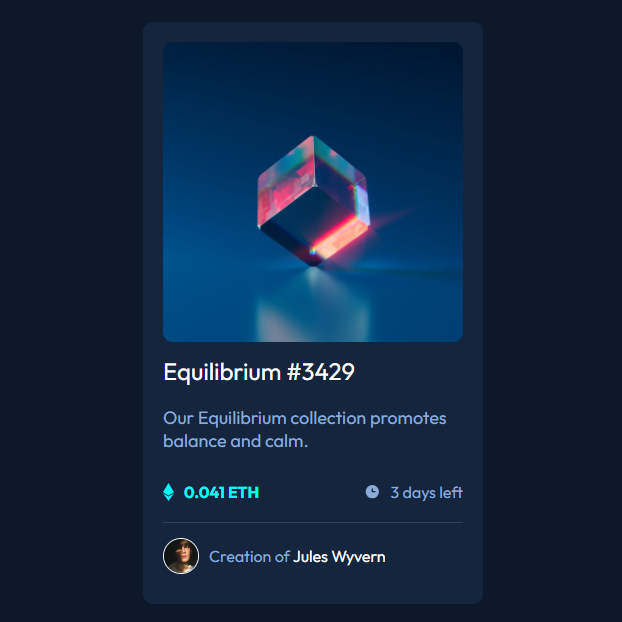 Equilibrium #3429
Our Equilibrium collection promotes
balance and calm.
0.041 ETH
3 days left
Creation of Jules Wyvern